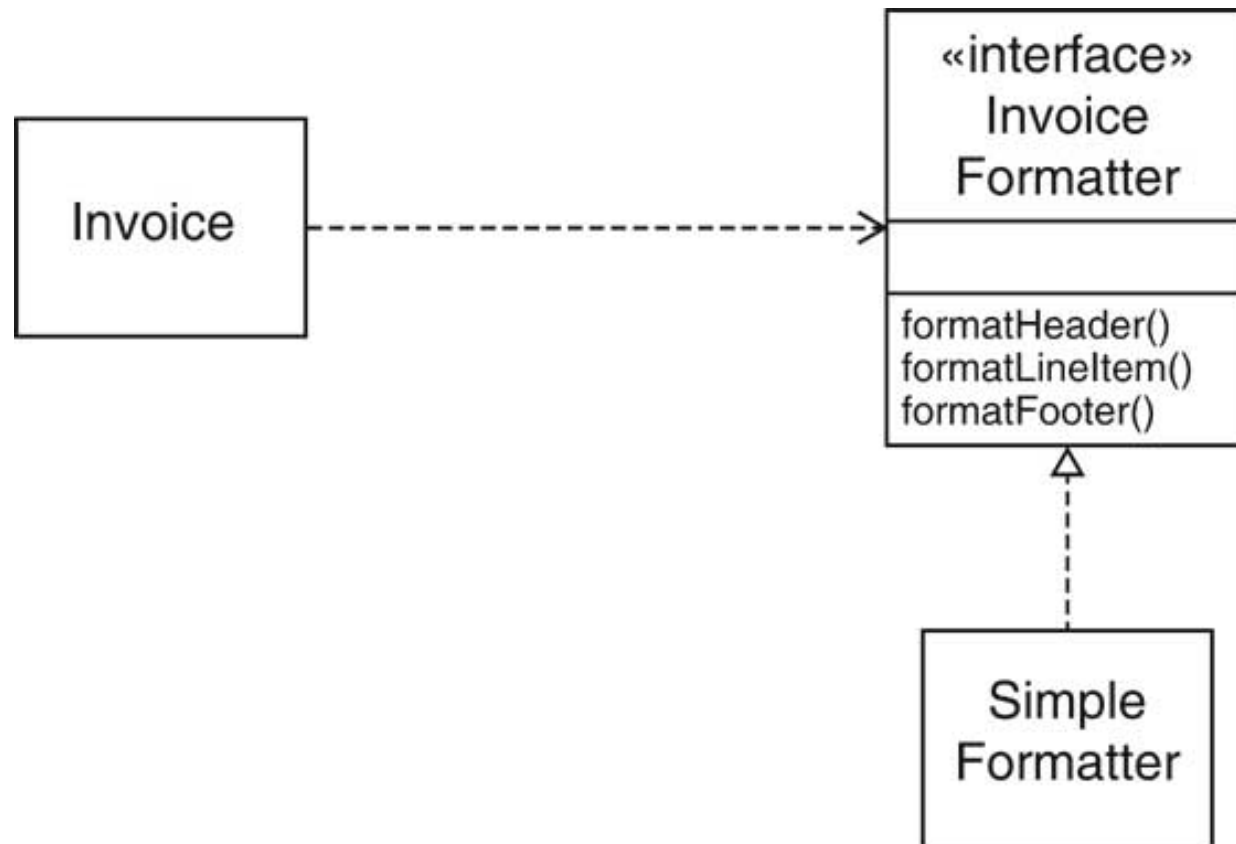 Invoice
«interface»
Invoice
Formatter
formatHeader()
formatLineItem()
formatFooter()
Simple
Formatter